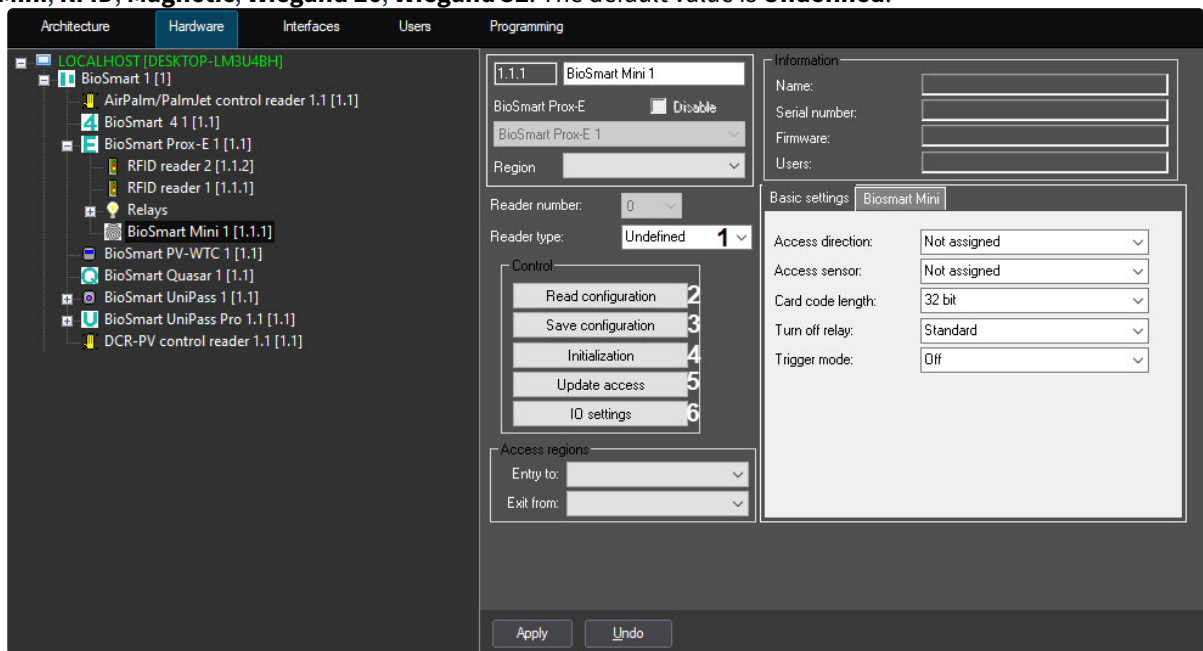 Mini, RFID, Magnetic, Wiegand 26, Wiegand 32. The default value is Undefined.
Architecture Hardware Interfaces Users Programming
LOCALHOST [DESKTOP-LM3U4BH]
BioSmart 1 [1]
AirPalm/PalmJet control reader 1.1 [1.1]
BioSmart 4 1 [1.1]
BioSmart Prox-E 1 [1.1]
RFID reader 2 [1.1.2]
RFID reader 1 [1.1.1]
Relays
BioSmart Mini 1 [1.1.1]
BioSmart PV-WTC 1 [1.1]
BioSmart Quasar 1 [1.1]
BioSmart UniPass 1 [1.1]
BioSmart UniPass Pro 1.1 [1.1]
DCR-PV control reader 1.1 [1.1]
1.1.1 BioSmart Mini 1
BioSmart Prox-E Disable
BioSmart Prox-E 1
Region
Reader number: 0
Reader type: Undefined 1
Control
Read configuration 2
Save configuration 3
Initialization 4
Update access 5
IO settings 6
Access regions
Entry to:
Exit from:
Information
Name:
Serial number:
Firmware:
Users:
Basic settings Biosmart Mini
Access direction: Not assigned
Access sensor: Not assigned
Card code length: 32 bit
Turn off relay: Standard
Trigger mode: Off
Apply Undo